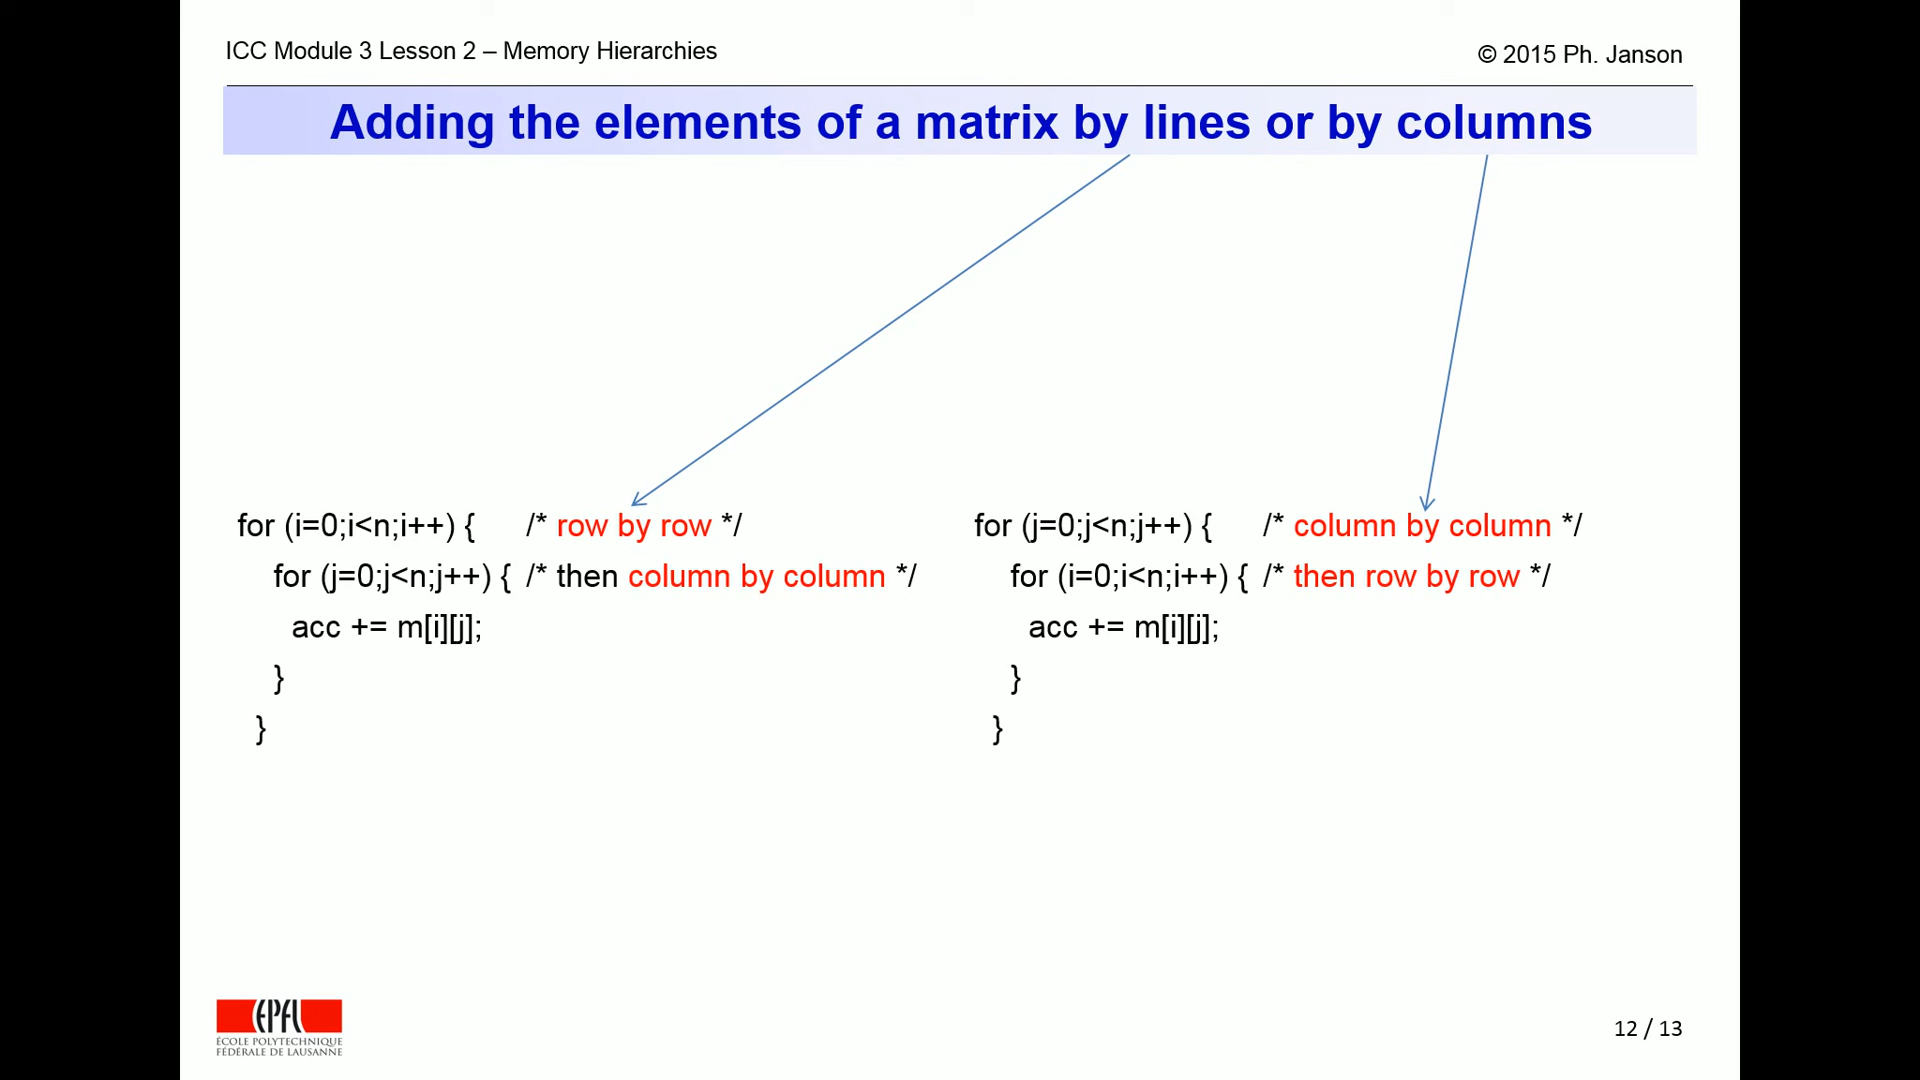 ICC Module 3 Lesson 2 – Memory Hierarchies
© 2015 Ph. Janson
Adding the elements of a matrix by lines or by columns
for (i=0;i<n;i++) { /* row by row */
for (j=0;j<n;j++) { /* then column by column */
acc += m[i][j];
}
}
for (j=0;j<n;j++) { /* column by column */
for (i=0;i<n;i++) { /* then row by row */
acc += m[i][j];
}
}
EPFL
ÉCOLE POLYTECHNIQUE
FÉDÉRALE DE LAUSANNE
12 / 13